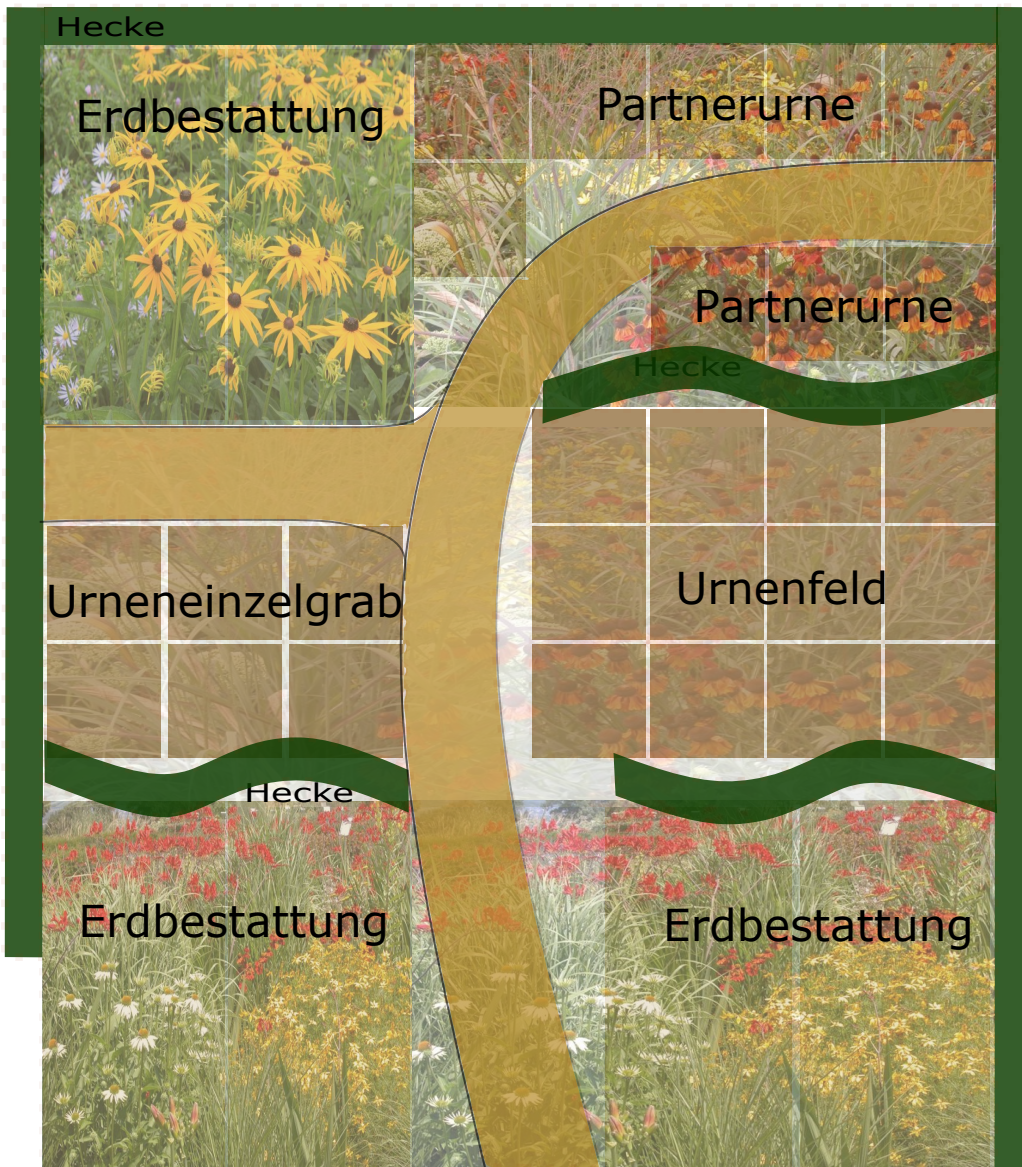 Hecke
Erdbestattung
Partnerurne
Partnerurne
Hecke
Urneneinzelgrab
Urnenfeld
Hecke
Erdbestattung
Erdbestattung